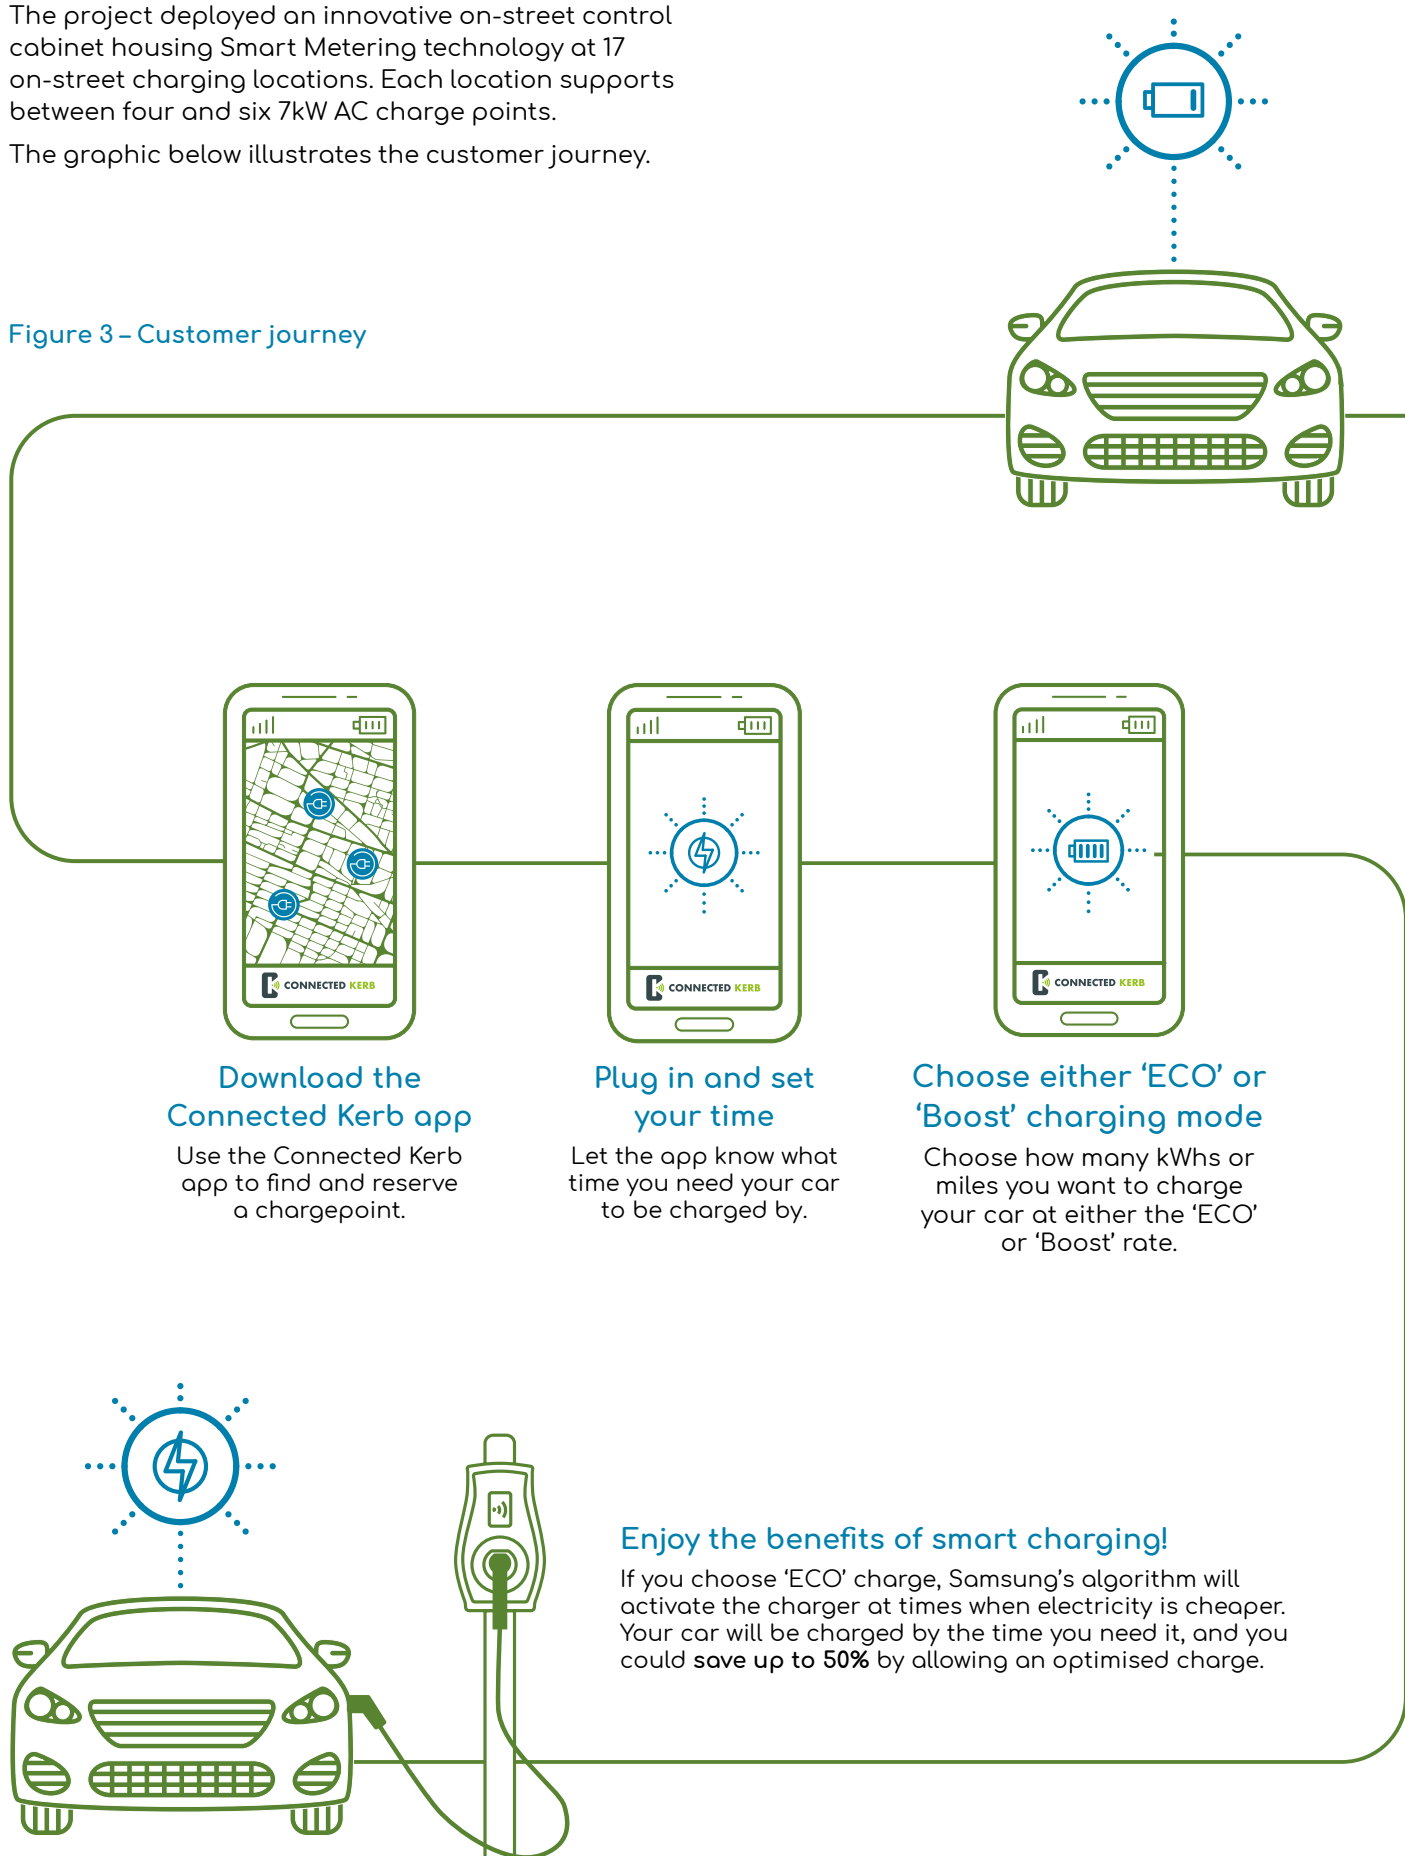 The project deployed an innovative on-street control
cabinet housing Smart Metering technology at 17
on-street charging locations. Each location supports
between four and six 7kW AC charge points.
The graphic below illustrates the customer journey.
Figure 3 – Customer journey
CONNECTED KERB
CONNECTED KERB
CONNECTED KERB
Download the
Connected Kerb app
Use the Connected Kerb
app to find and reserve
a chargepoint.
Plug in and set
your time
Let the app know what
time you need your car
to be charged by.
Choose either ‘ECO’ or
‘Boost’ charging mode
Choose how many kWhs or
miles you want to charge
your car at either the ‘ECO’
or ‘Boost’ rate.
Enjoy the benefits of smart charging!
If you choose ‘ECO’ charge, Samsung’s algorithm will
activate the charger at times when electricity is cheaper.
Your car will be charged by the time you need it, and you
could save up to 50% by allowing an optimised charge.